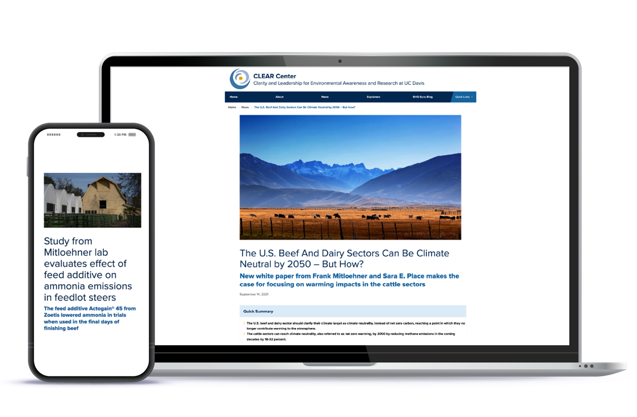 CLEAR Center
Clarity and Leadership for Environmental Awareness and Research at UC Davis
Home About News Explainers Quick Links
Home News The U.S. Beef And Dairy Sectors Can Be Climate Neutral by 2050 – But How?
The U.S. Beef And Dairy Sectors Can Be Climate
Neutral by 2050 – But How?
New white paper from Frank Mitloehner and Sara E. Place makes the
case for focusing on warming impacts in the cattle sectors
Quick Summary
The U.S. beef and dairy sector should clarify their climate target as climate neutrality, instead of net zero carbon, reaching a point in which they no
longer contribute warming to the atmosphere.
The cattle sectors can reach climate neutrality, also referred to as net zero warming, by 2050 by reducing methane emissions in the coming
decades by 18-32 percent.
Study from
Mitloehner lab
evaluates effect of
feed additive on
ammonia emissions
in feedlot steers
The feed additive Actogain® 45 from
Zoetis lowered ammonia in trials
when used in the final days of
finishing beef